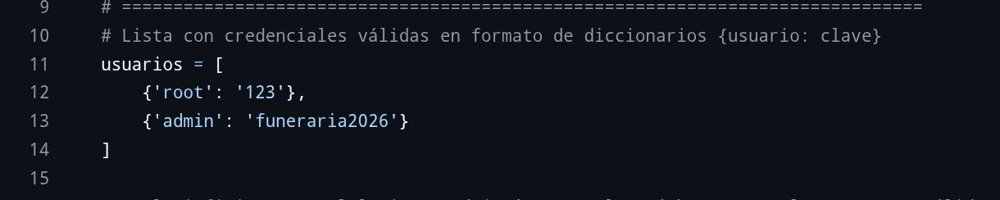 9 # ==============================================================================
10 # Lista con credenciales válidas en formato de diccionarios {usuario: clave}
11 usuarios = [
12 {'root': '123'},
13 {'admin': 'funeraria2026'}
14 ]
15